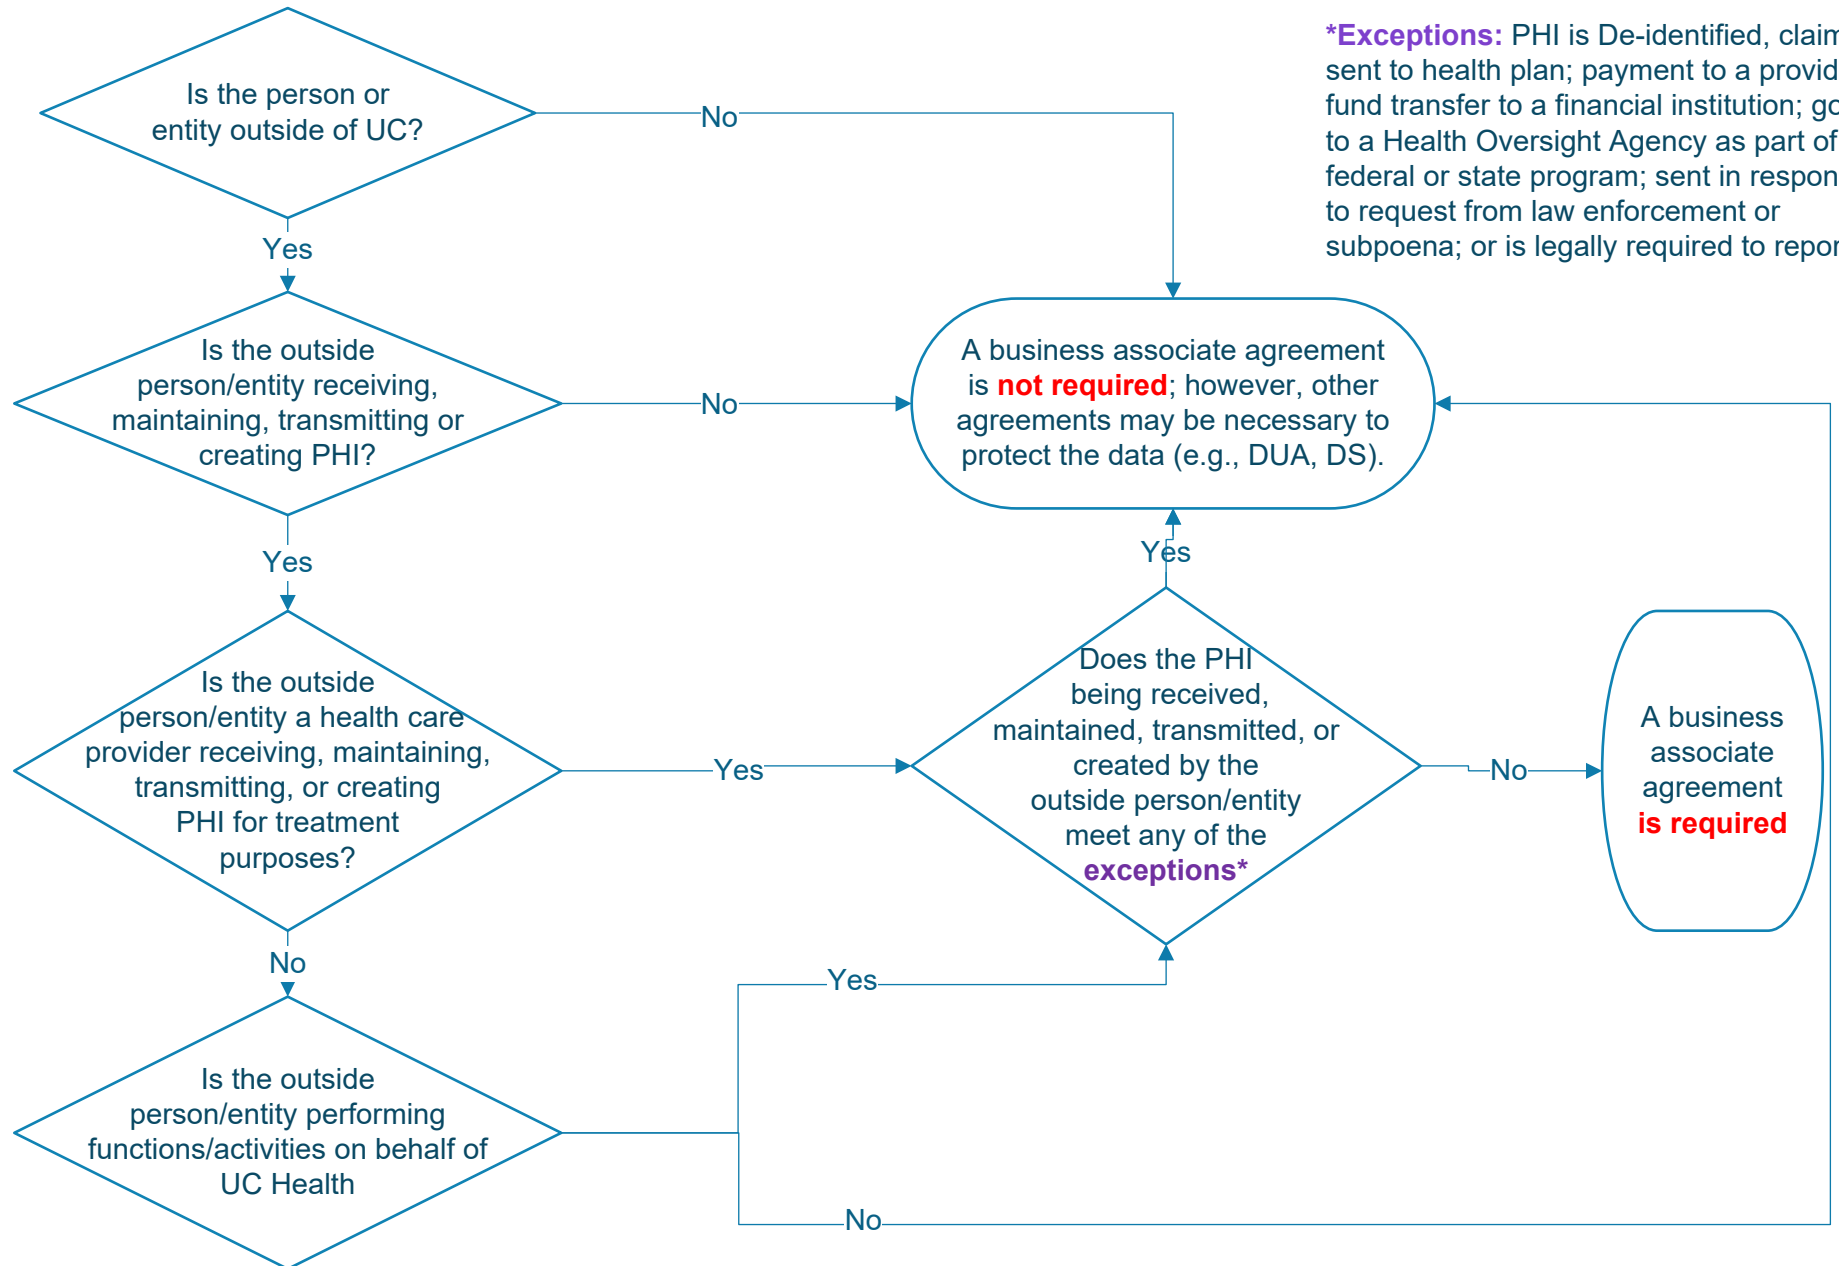 *Exceptions: PHI is De-identified,
sent to health plan; payment to a
fund transfer to a financial institution;
to a Health Oversight Agency as part of
federal or state program; sent in
to request from law enforcement or
subpoena; or is legally required to
Is the person or
entity outside of UC?
No
Yes
Is the outside
person/entity receiving,
maintaining, transmitting or
creating PHI?
No
A business associate agreement
is not required; however, other
agreements may be necessary to
protect the data (e.g., DUA, DS).
Yes
Yes
Is the outside
person/entity a health care
provider receiving, maintaining,
transmitting, or creating
PHI for treatment
purposes?
Yes
Does the PHI
being received,
maintained, transmitted, or
created by the
outside person/entity
meet any of the
exceptions*
No
A business
associate
agreement
is required
No
Yes
Is the outside
person/entity performing
functions/activities on behalf of
UC Health
No